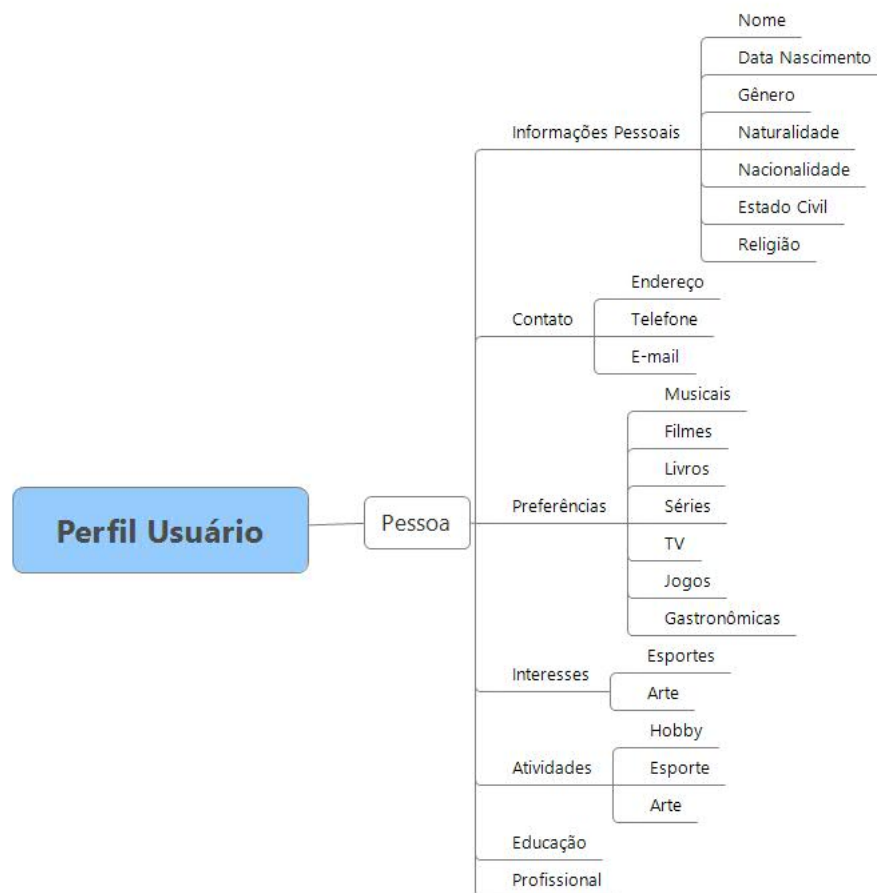 Perfil Usuário
Pessoa
Informações Pessoais
Nome
Data Nascimento
Gênero
Naturalidade
Nacionalidade
Estado Civil
Religião
Contato
Endereço
Telefone
E-mail
Preferências
Musicais
Filmes
Livros
Séries
TV
Jogos
Gastronômicas
Interesses
Esportes
Arte
Atividades
Hobby
Esporte
Arte
Educação
Profissional